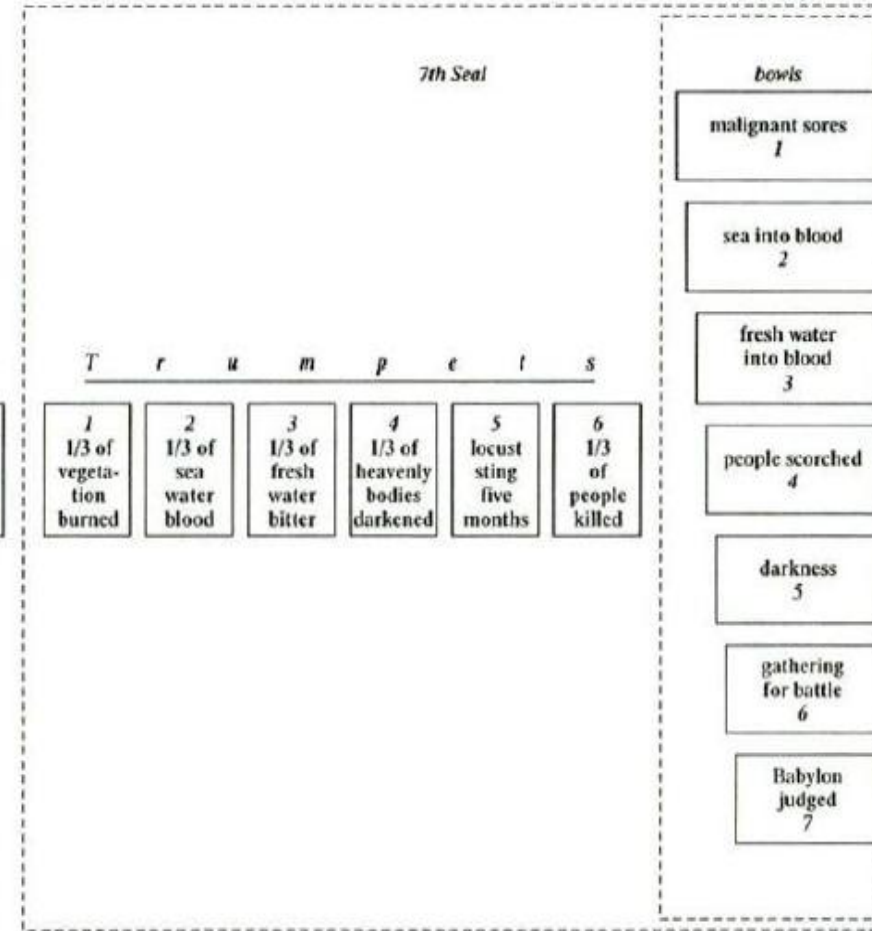 7th Seal
Trumpets
1
1/3 of
vegeta-
tion
burned
2
1/3 of
sea
water
blood
3
1/3 of
fresh
water
bitter
4
1/3 of
heavenly
bodies
darkened
5
locust
sting
five
months
6
1/3
of
people
killed
bowls
malignant sores
1
sea into blood
2
fresh water
into blood
3
people scorched
4
darkness
5
gathering
for battle
6
Babylon
judged
7